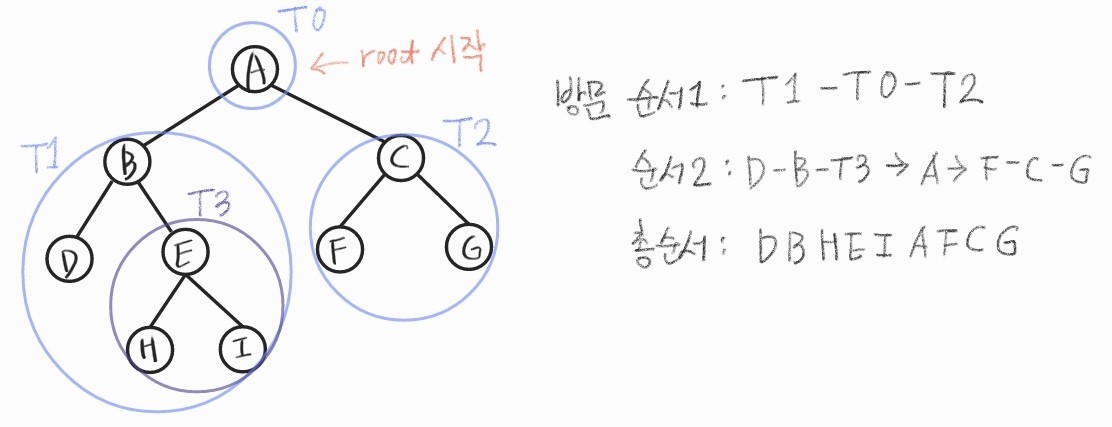 T0
A
← root 시작
T1
B
T2
C
T3
D
E
F
G
H
I
방문 순서1 : T1 - T0 - T2
순서2 : D - B - T3 → A → F - C - G
총순서 : D B H E I A F C G